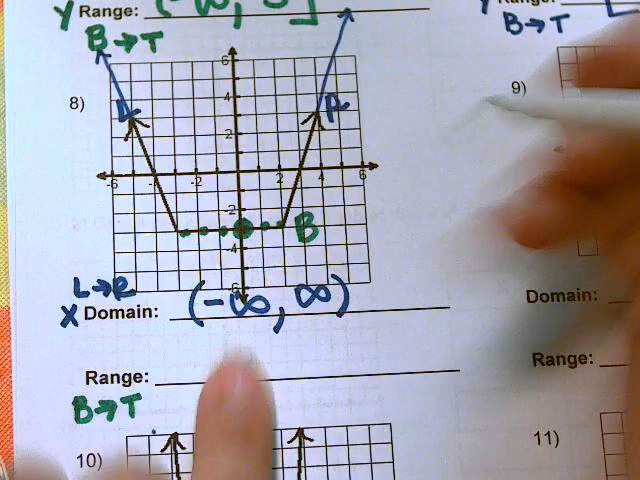 Y Range: (-∞,
B→T
B→T
8)
9)
6
4
2
-6
-2
2
4
6
-2
-4
-6
L
R
B
L→R
X Domain: (-∞, ∞)
Domain:
Range:
Range:
B→T
10)
11)